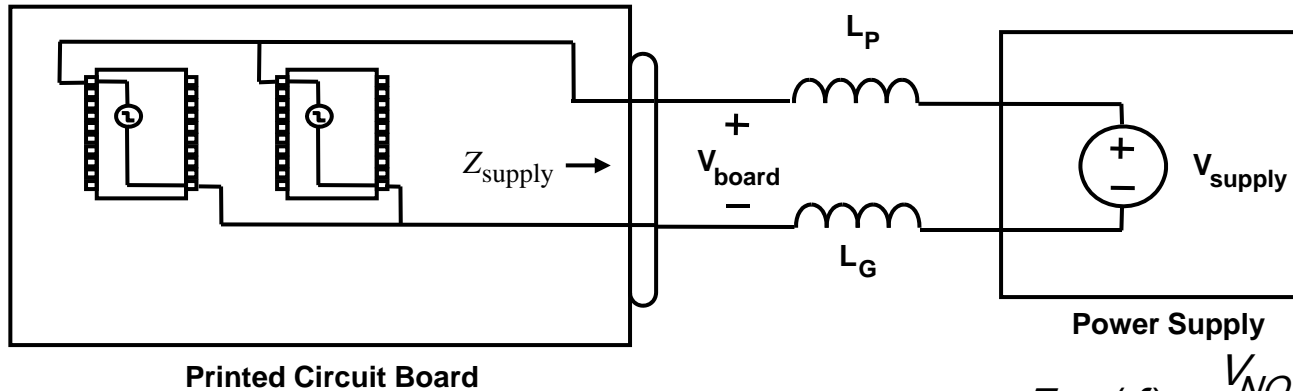 L_P
Z_supply
+
V_board
−
+
−
V_supply
L_G
Power Supply
Printed Circuit Board